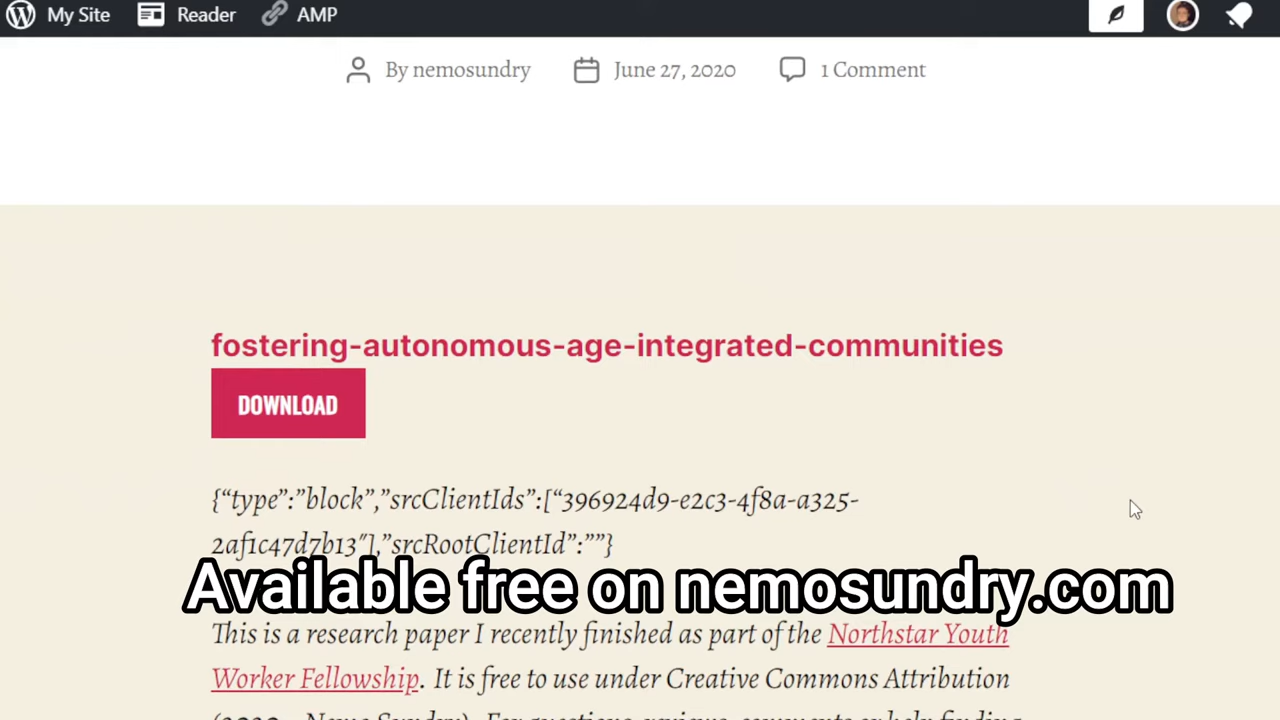 My Site Reader AMP
By nemosundry June 27, 2020 1 Comment
fostering-autonomous-age-integrated-communities
DOWNLOAD
{“type”:”block”,”srcClientIds”:[“396924d9-e2c3-4f8a-a325-
2af1c47d7b13″],”srcRootClientId”:””}
Available free on nemosundry.com
This is a research paper I recently finished as part of the Northstar Youth
Worker Fellowship. It is free to use under Creative Commons Attribution